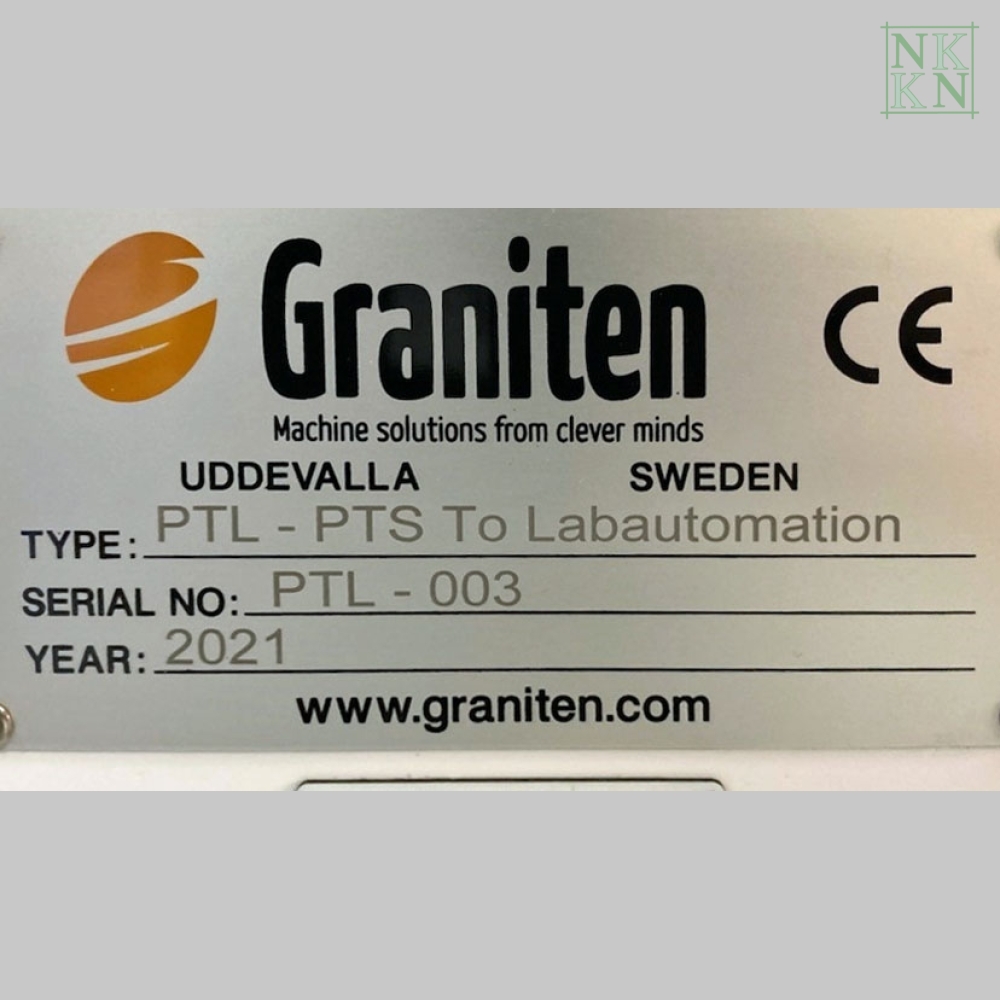 NK
KN
Graniten CE
Machine solutions from clever minds
UDDEVALLA SWEDEN
TYPE: PTL - PTS To Labautomation
SERIAL NO: PTL - 003
YEAR: 2021
www.graniten.com